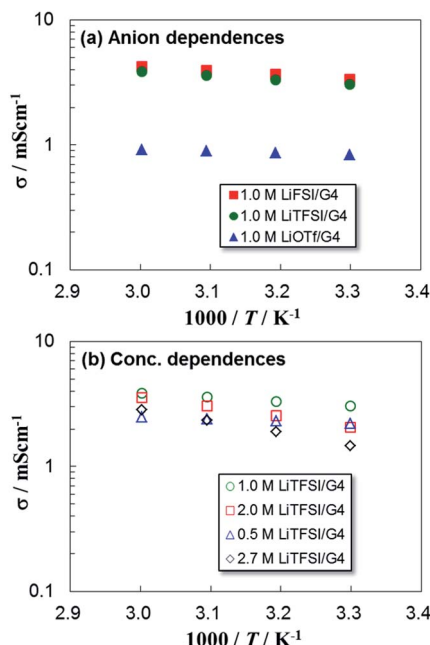 (a) Anion dependences
σ / mScm-1
10
1
0.1
1.0 M LiFSI/G4
1.0 M LiTFSI/G4
1.0 M LiOTf/G4
2.9 3.0 3.1 3.2 3.3 3.4
1000 / T / K-1
(b) Conc. dependences
σ / mScm-1
10
1
0.1
1.0 M LiTFSI/G4
2.0 M LiTFSI/G4
0.5 M LiTFSI/G4
2.7 M LiTFSI/G4
2.9 3.0 3.1 3.2 3.3 3.4
1000 / T / K-1